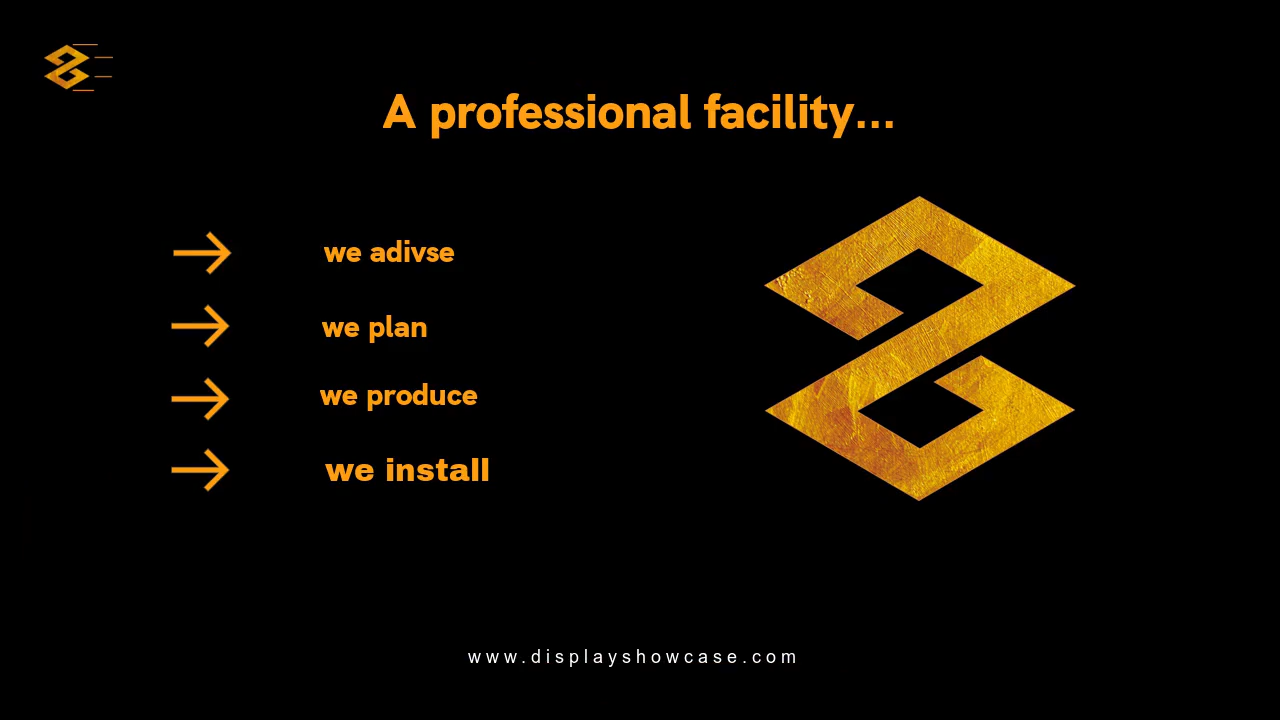 A professional facility...
we adivse
we plan
we produce
we install
www.displayshowcase.com